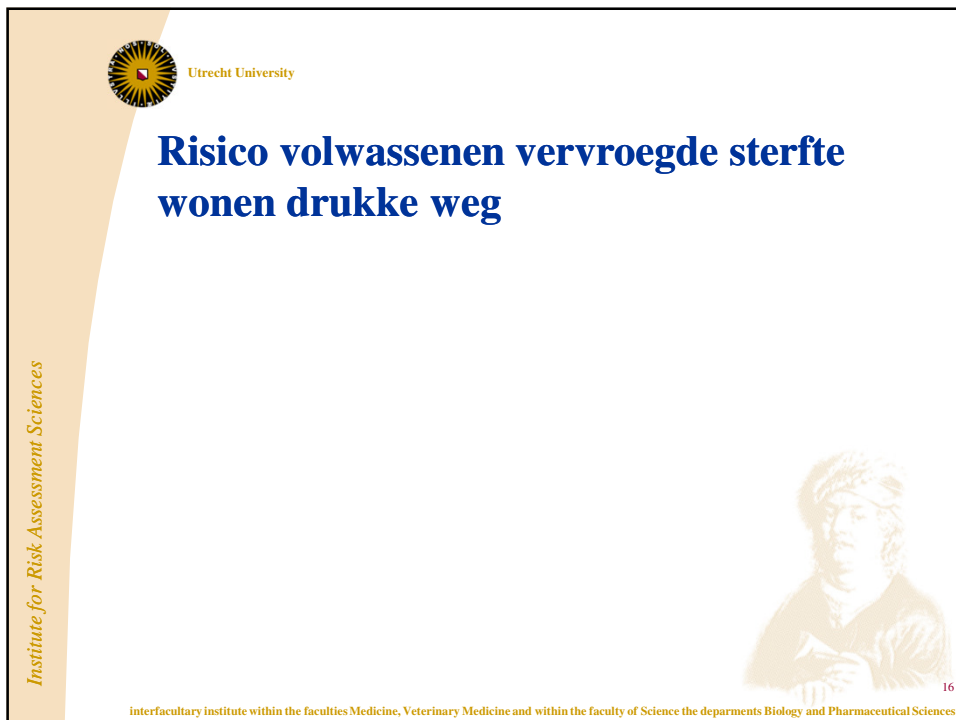 Utrecht University
Risico volwassenen vervroegde sterfte
wonen drukke weg
Institute for Risk Assessment Sciences
16
interfacultary institute within the faculties Medicine, Veterinary Medicine and within the faculty of Science the deparments Biology and Pharmaceutical Sciences